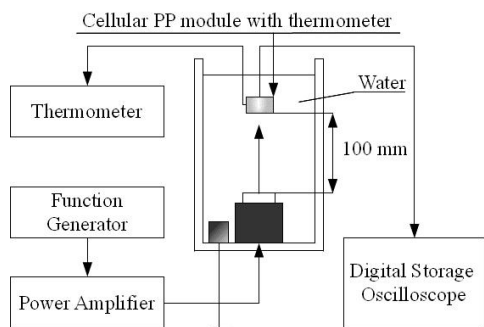 Cellular PP module with thermometer
Thermometer
Water
100 mm
Function
Generator
Power Amplifier
Digital Storage
Oscilloscope